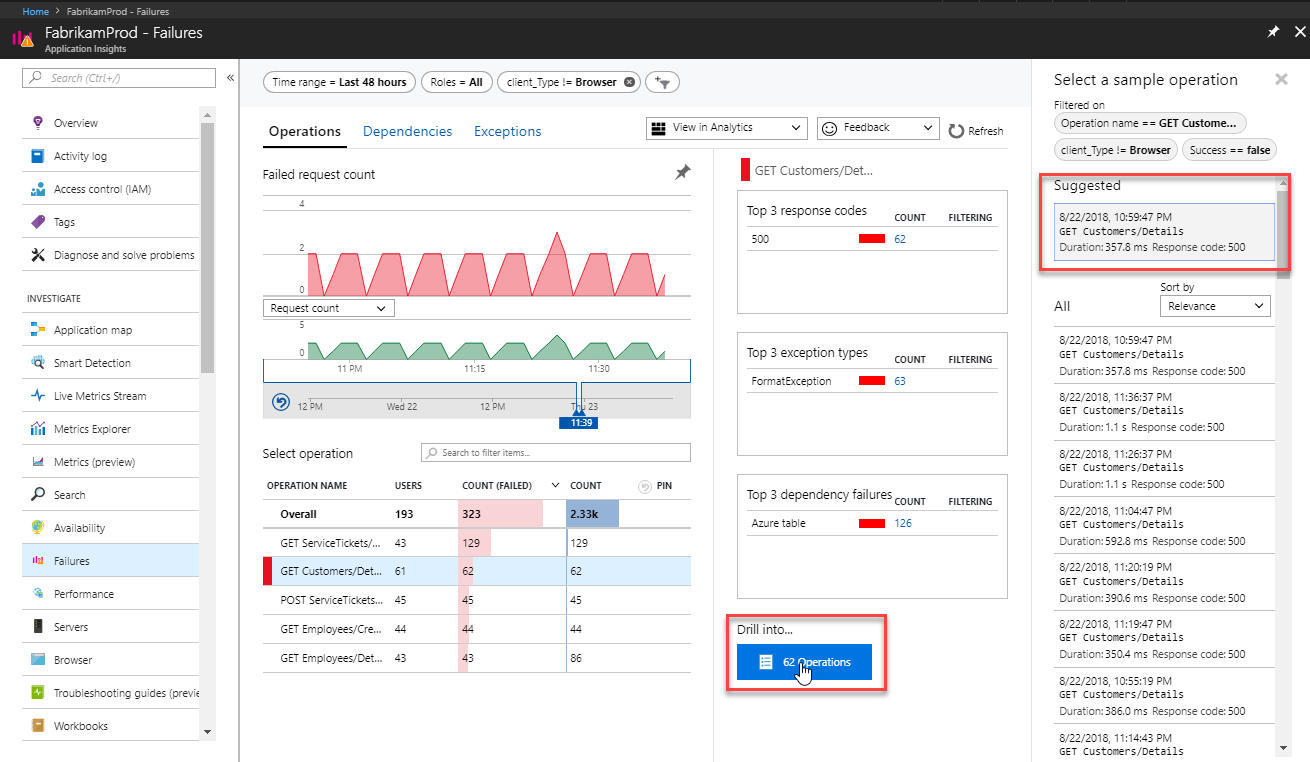 Home > FabrikamProd - Failures
FabrikamProd - Failures
Application Insights
Search (Ctrl+/)
Overview
Activity log
Access control (IAM)
Tags
Diagnose and solve problems
INVESTIGATE
Application map
Smart Detection
Live Metrics Stream
Metrics Explorer
Metrics (preview)
Search
Availability
Failures
Performance
Servers
Browser
Troubleshooting guides (previe
Workbooks
Time range = Last 48 hours
Roles = All
client_Type != Browser
Operations
Dependencies
Exceptions
View in Analytics
Feedback
Refresh
Failed request count
4
2
0
Request count
5
0
11 PM 11:15 11:30
12 PM Wed 22 12 PM Thu 23
11:39
Select operation
Search to filter items...
OPERATION NAME USERS COUNT (FAILED) COUNT PIN
Overall 193 323 2.33k
GET ServiceTickets/... 43 129 129
GET Customers/Det... 61 62 62
POST ServiceTickets... 45 45 45
GET Employees/Cre... 44 44 44
GET Employees/Det... 43 43 86
GET Customers/Det...
Top 3 response codes COUNT FILTERING
500 62
Top 3 exception types COUNT FILTERING
FormatException 63
Top 3 dependency failures COUNT FILTERING
Azure table 126
Drill into...
62 Operations
Select a sample operation
Filtered on
Operation name == GET Custome...
client_Type != Browser
Success == false
Suggested
8/22/2018, 10:59:47 PM
GET Customers/Details
Duration: 357.8 ms Response code: 500
Sort by
All
Relevance
8/22/2018, 10:59:47 PM
GET Customers/Details
Duration: 357.8 ms Response code: 500
8/22/2018, 11:36:37 PM
GET Customers/Details
Duration: 1.1 s Response code: 500
8/22/2018, 11:26:37 PM
GET Customers/Details
Duration: 1.1 s Response code: 500
8/22/2018, 11:04:47 PM
GET Customers/Details
Duration: 592.8 ms Response code: 500
8/22/2018, 11:20:19 PM
GET Customers/Details
Duration: 390.6 ms Response code: 500
8/22/2018, 11:19:47 PM
GET Customers/Details
Duration: 350.4 ms Response code: 500
8/22/2018, 10:55:19 PM
GET Customers/Details
Duration: 386.0 ms Response code: 500
8/22/2018, 11:14:43 PM
GET Customers/Details